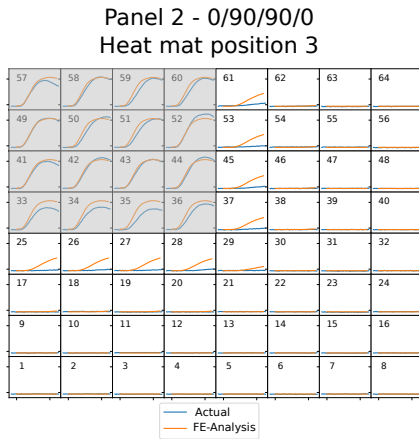 Panel 2 - 0/90/90/0
Heat mat position 3
57 58 59 60 61 62 63 64
49 50 51 52 53 54 55 56
41 42 43 44 45 46 47 48
33 34 35 36 37 38 39 40
25 26 27 28 29 30 31 32
17 18 19 20 21 22 23 24
9 10 11 12 13 14 15 16
1 2 3 4 5 6 7 8
Actual
FE-Analysis